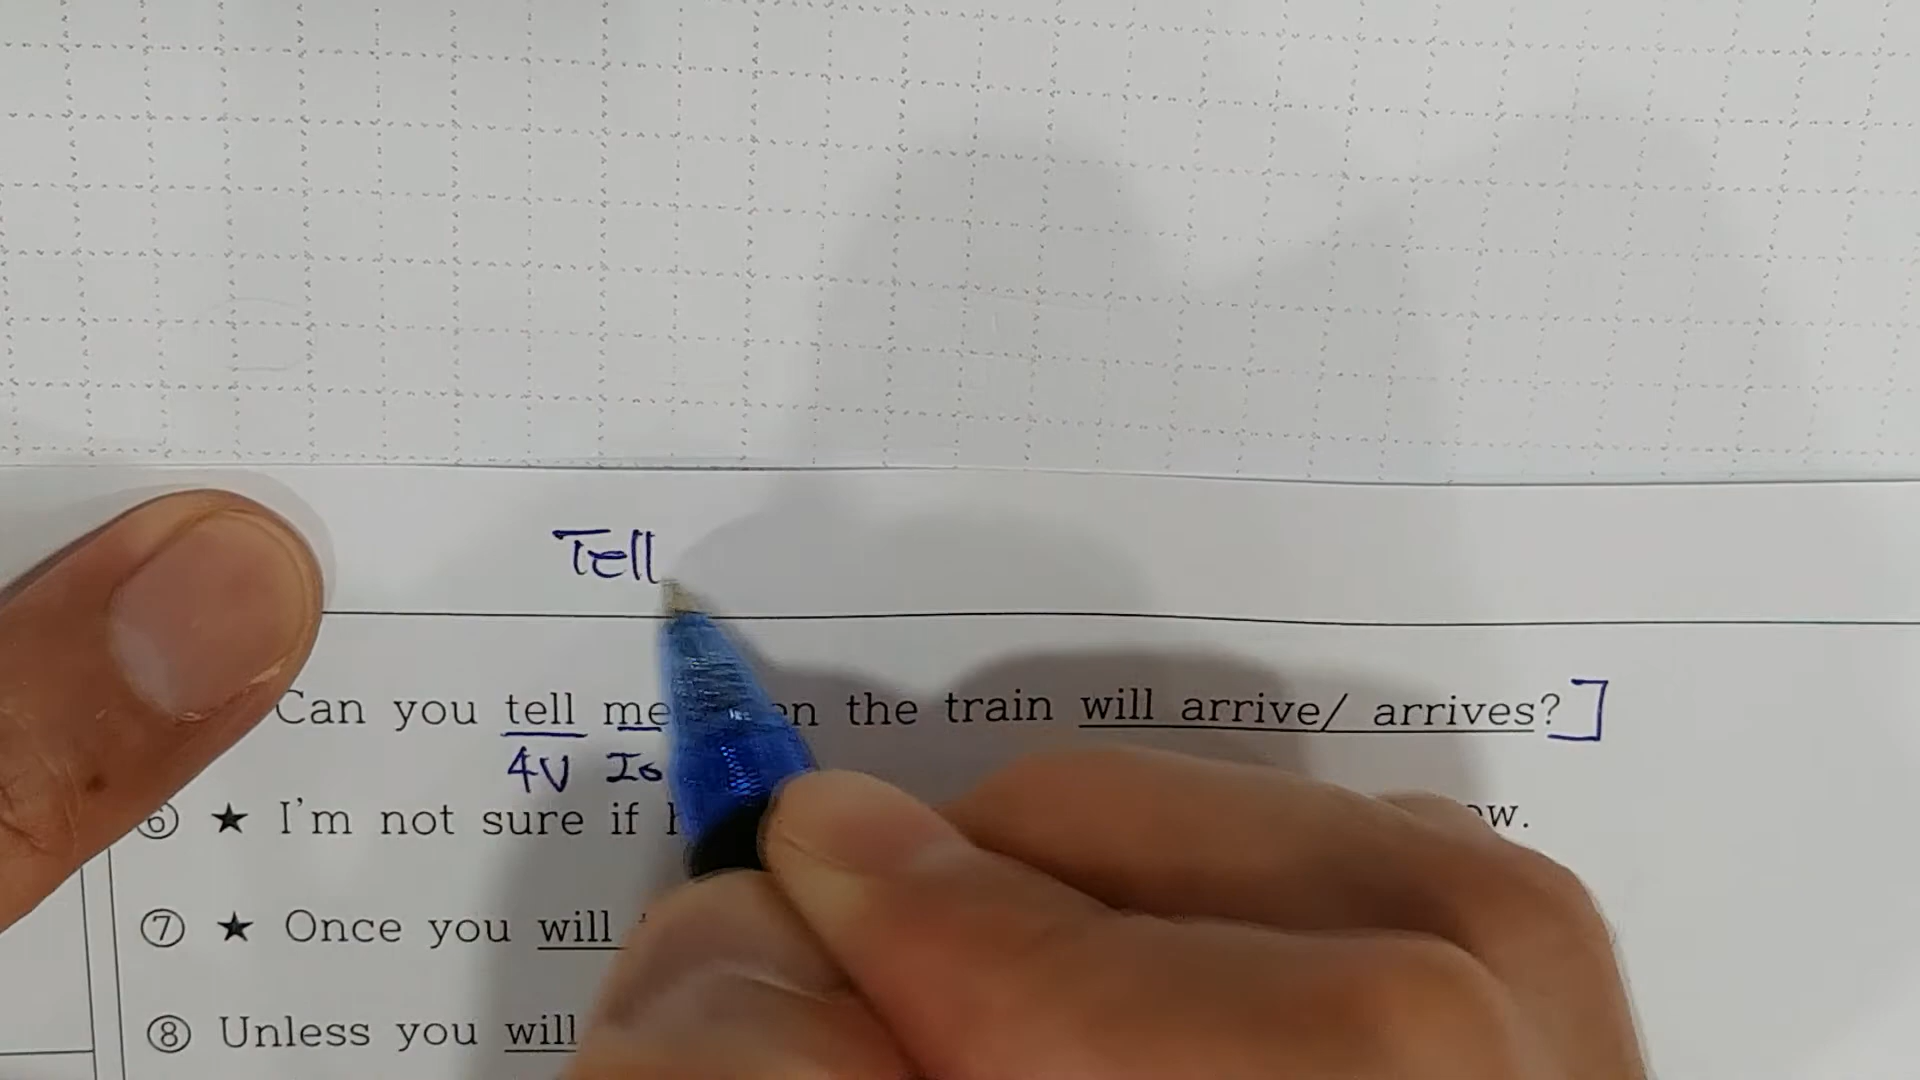 Tell
Can you tell me the train will arrive/ arrives?]
4V Io
⑥ ★ I'm not sure if
⑦ ★ Once you will
⑧ Unless you will